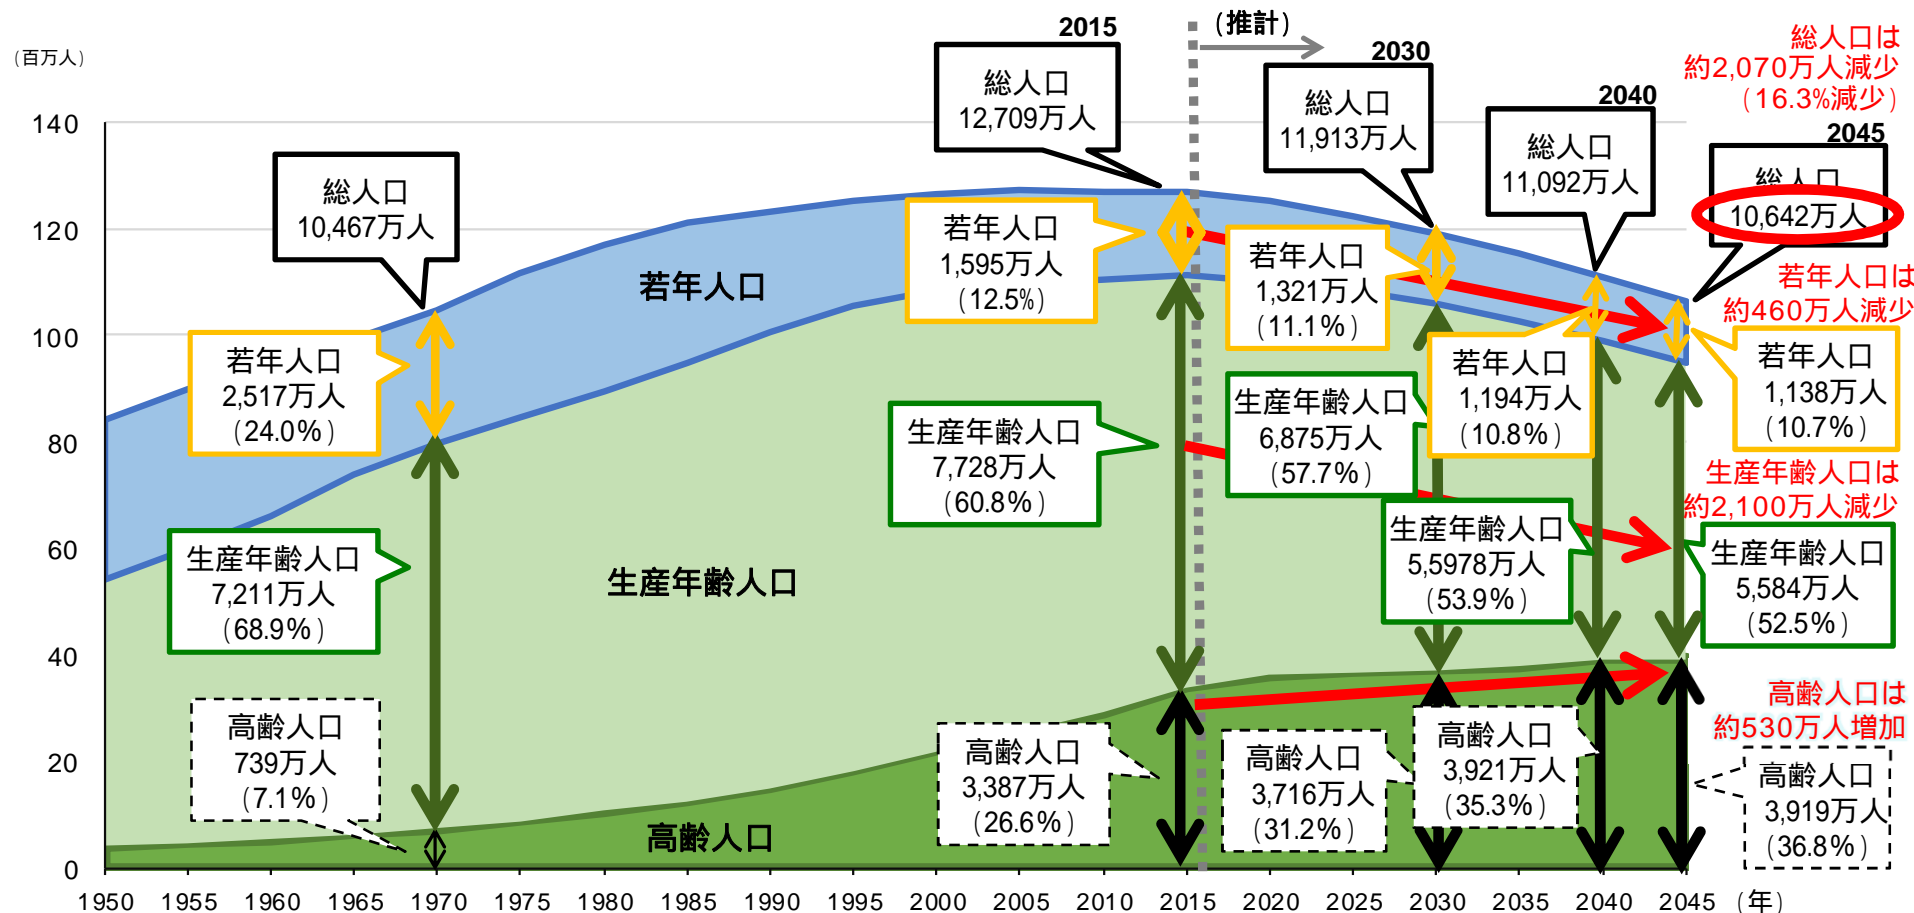 (百万人)
140
120
100
80
60
40
20
0
1950 1955 1960 1965 1970 1975 1980 1985 1990 1995 2000 2005 2010 2015 2020 2025 2030 2035 2040 2045 (年)
若年人口
生産年齢人口
高齢人口
総人口
10,467万人
若年人口
2,517万人
(24.0%)
生産年齢人口
7,211万人
(68.9%)
高齢人口
739万人
(7.1%)
2015
総人口
12,709万人
若年人口
1,595万人
(12.5%)
生産年齢人口
7,728万人
(60.8%)
高齢人口
3,387万人
(26.6%)
(推計)
2030
総人口
11,913万人
若年人口
1,321万人
(11.1%)
生産年齢人口
6,875万人
(57.7%)
高齢人口
3,716万人
(31.2%)
2040
総人口
11,092万人
若年人口
1,194万人
(10.8%)
生産年齢人口
5,5978万人
(53.9%)
高齢人口
3,921万人
(35.3%)
総人口は
約2,070万人減少
(16.3%減少)
2045
総人口
10,642万人
若年人口は
約460万人減少
若年人口
1,138万人
(10.7%)
生産年齢人口は
約2,100万人減少
生産年齢人口
5,584万人
(52.5%)
高齢人口は
約530万人増加
高齢人口
3,919万人
(36.8%)